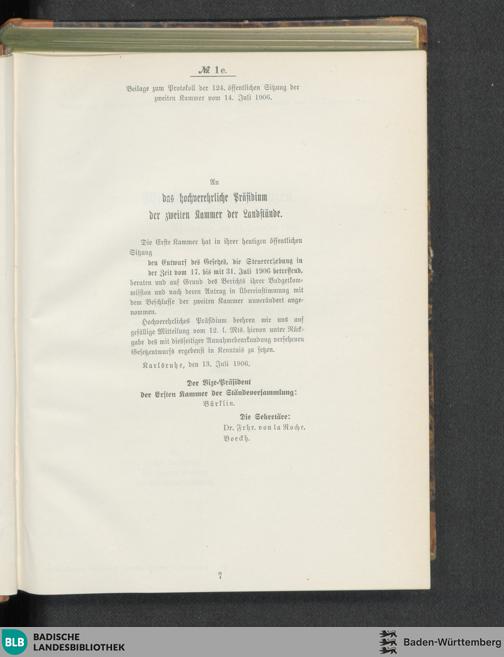 № 1e.
Beilage zum Protokoll der 124. öffentlichen Sitzung der
zweiten Kammer vom 14. Juli 1906.
An
das hochverehrliche Präsidium
der zweiten Kammer der Landstände.
Die Erste Kammer hat in ihrer heutigen öffentlichen
Sitzung
den Entwurf des Gesetzes, die Steuererhebung in
der Zeit vom 17. bis mit 31. Juli 1906 betreffend,
beraten und auf Grund des Berichts ihrer Budgetkom-
mission und nach deren Antrag in Übereinstimmung mit
dem Beschlusse der zweiten Kammer unverändert ange-
nommen.
Hochverehrliches Präsidium beehren wir uns auf
gefällige Mitteilung vom 12. l. Mts. hievon unter Rück-
gabe des mit diesseitiger Annahmebeurkundung versehenen
Gesetzentwurfs ergebenst in Kenntnis zu setzen.
Karlsruhe, den 13. Juli 1906.
Der Vize-Präsident
der Ersten Kammer der Ständeversammlung:
Bürklin.
Die Sekretäre:
Dr. Frhr. von la Roche.
Boeckh.
7
BLB BADISCHE
LANDESBIBLIOTHEK
Baden-Württemberg